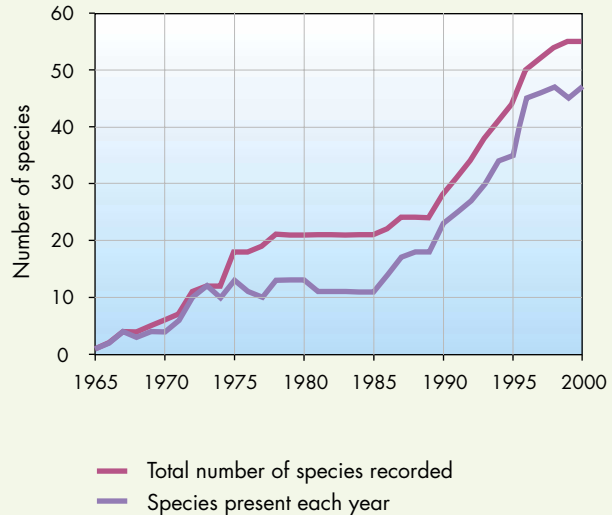 60
50
40
30
20
10
0
Number of species
1965 1970 1975 1980 1985 1990 1995 2000
Total number of species recorded
Species present each year